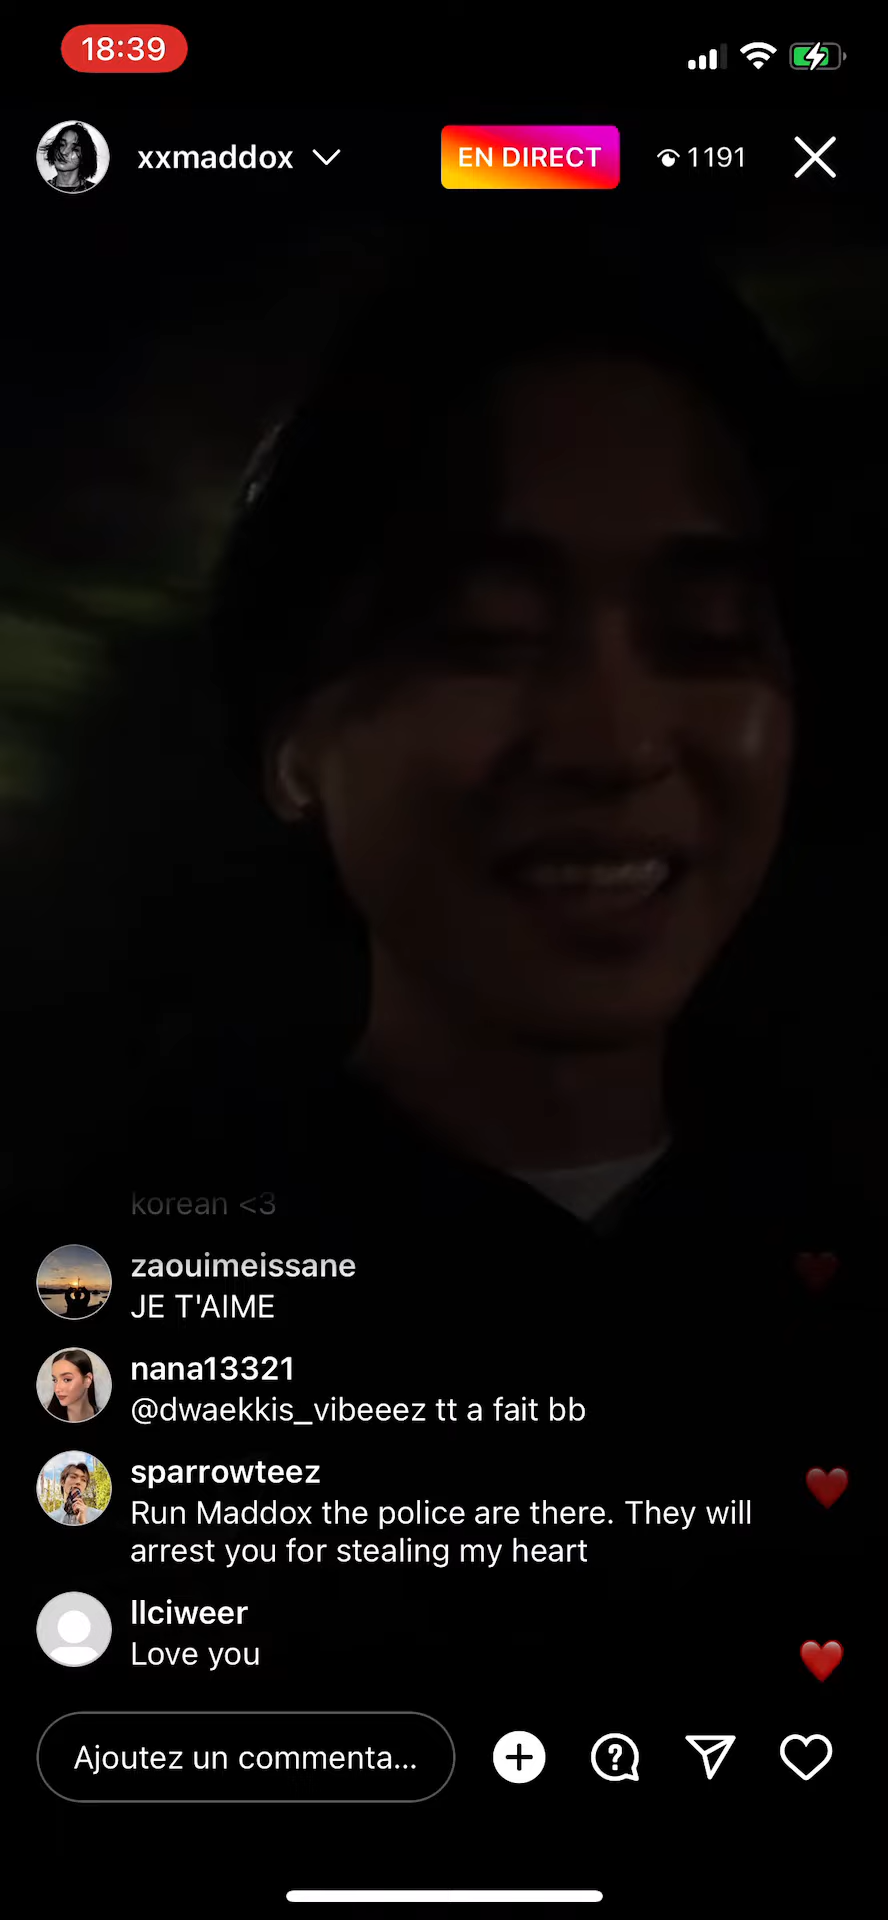 18:39
xxmaddox
EN DIRECT
1191
korean <3
zaouimeissane
JE T'AIME
nana13321
@dwaekkis_vibeeez tt a fait bb
sparrowteez
Run Maddox the police are there. They will
arrest you for stealing my heart
llciweer
Love you
Ajoutez un commenta...